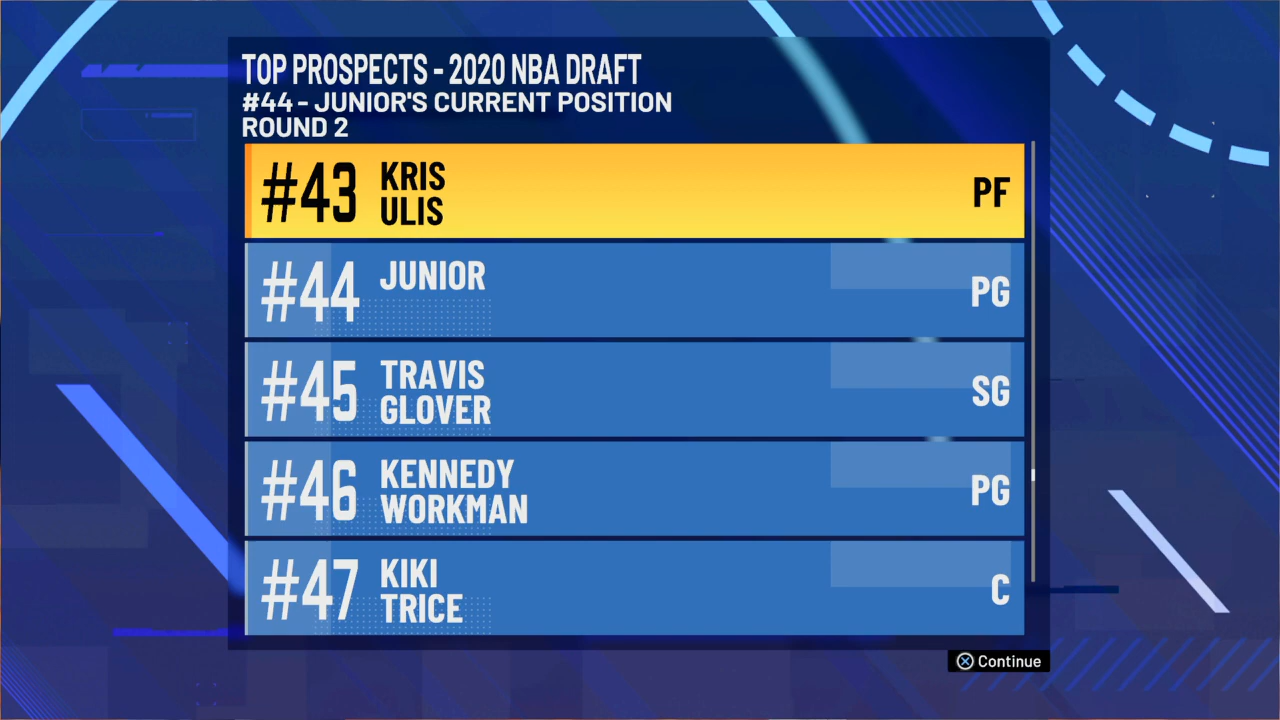 TOP PROSPECTS - 2020 NBA DRAFT
#44 - JUNIOR'S CURRENT POSITION
ROUND 2
#43 KRIS ULIS PF
#44 JUNIOR PG
#45 TRAVIS GLOVER SG
#46 KENNEDY WORKMAN PG
#47 KIKI TRICE C
Continue